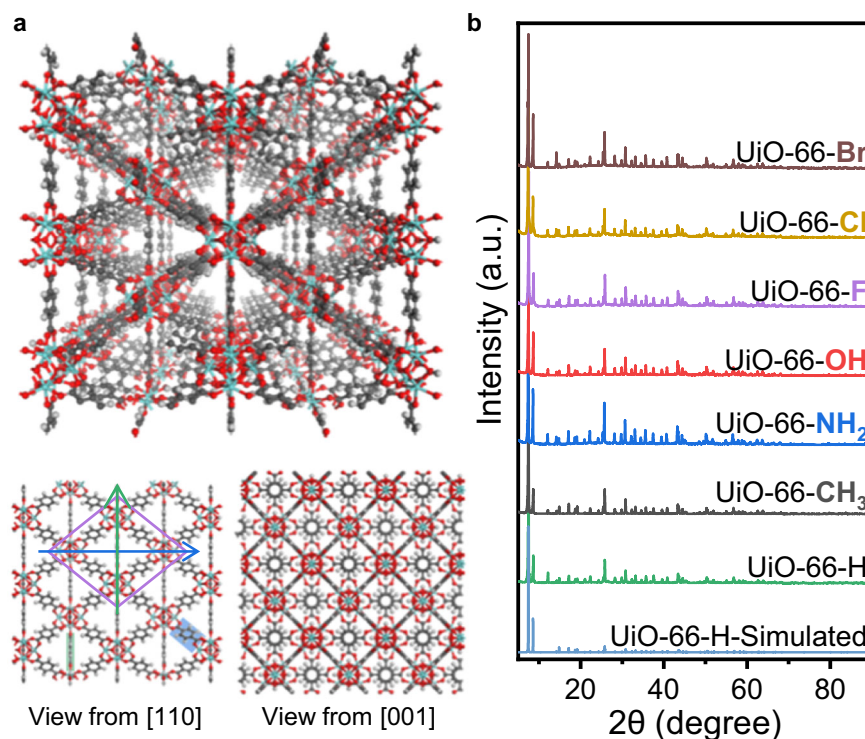 a
View from [110]
View from [001]
b
Intensity (a.u.)
UiO-66-Br
UiO-66-Cl
UiO-66-F
UiO-66-OH
UiO-66-NH₂
UiO-66-CH₃
UiO-66-H
UiO-66-H-Simulated
20 40 60 80
2θ (degree)